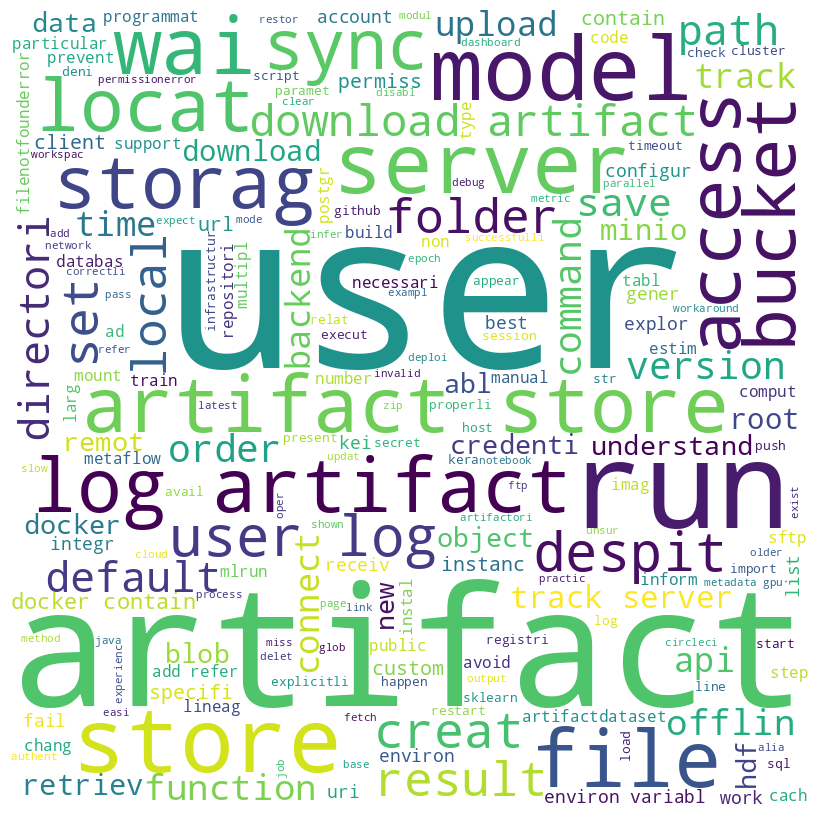 data
programmat
restor
account
modul
contain
upload
path
particular
wai
sync
code
prevent
script
dashboard
model
check
cluster
deni
permissionerror
permiss
track
filenotfounderror
locat
paramet
clear
disabl
download artifact
type
access
bucket
client
support
download
server
timeout
configur
workspac
storag
postgr
debug
metric
parallel
add
expect
mode
time
url
github
folder
save
network
build
infer
non
successfulli
minio
directori
set
databas
local
infrastructur
repositori
multipl
user
backend
necessari
epoch
command
appear
tabl
gener
correctli
pass
exampl
workaround
relat
best
explor
ad
refer
execut
session
version
estim
mount
deploi
larg
train
number
invalid
abl
manual
str
artifact store
comput
latest
zip
properli
host
root
remot
order
present
kei
secret
credenti
understand
push
slow
metaflow
updat
kera
notebook
run
log artifact
avail
ftp
imag
exist
oper
artifactori
unsur
docker
user log
shown
object
sftp
older
integr
cloud
connect
receiv
instanc
despit
default
mlrun
new
instal
practic
inform
import
list
process
metadata gpu
docker contain
page
link
track server
artifact
method
java
blob
miss
glob
public
registri
log
circleci
start
experience
add refer
delet
custom
avoid
api
step
specifi
explicitli
happen
sklearn
line
store
lineag
output
fail
easi
fetch
creat
restart
artifactdataset
offlin
chang
environ
file
load
hdf
alia
authent
sql
retriev
function
job
base
uri
result
environ variabl
work
cach